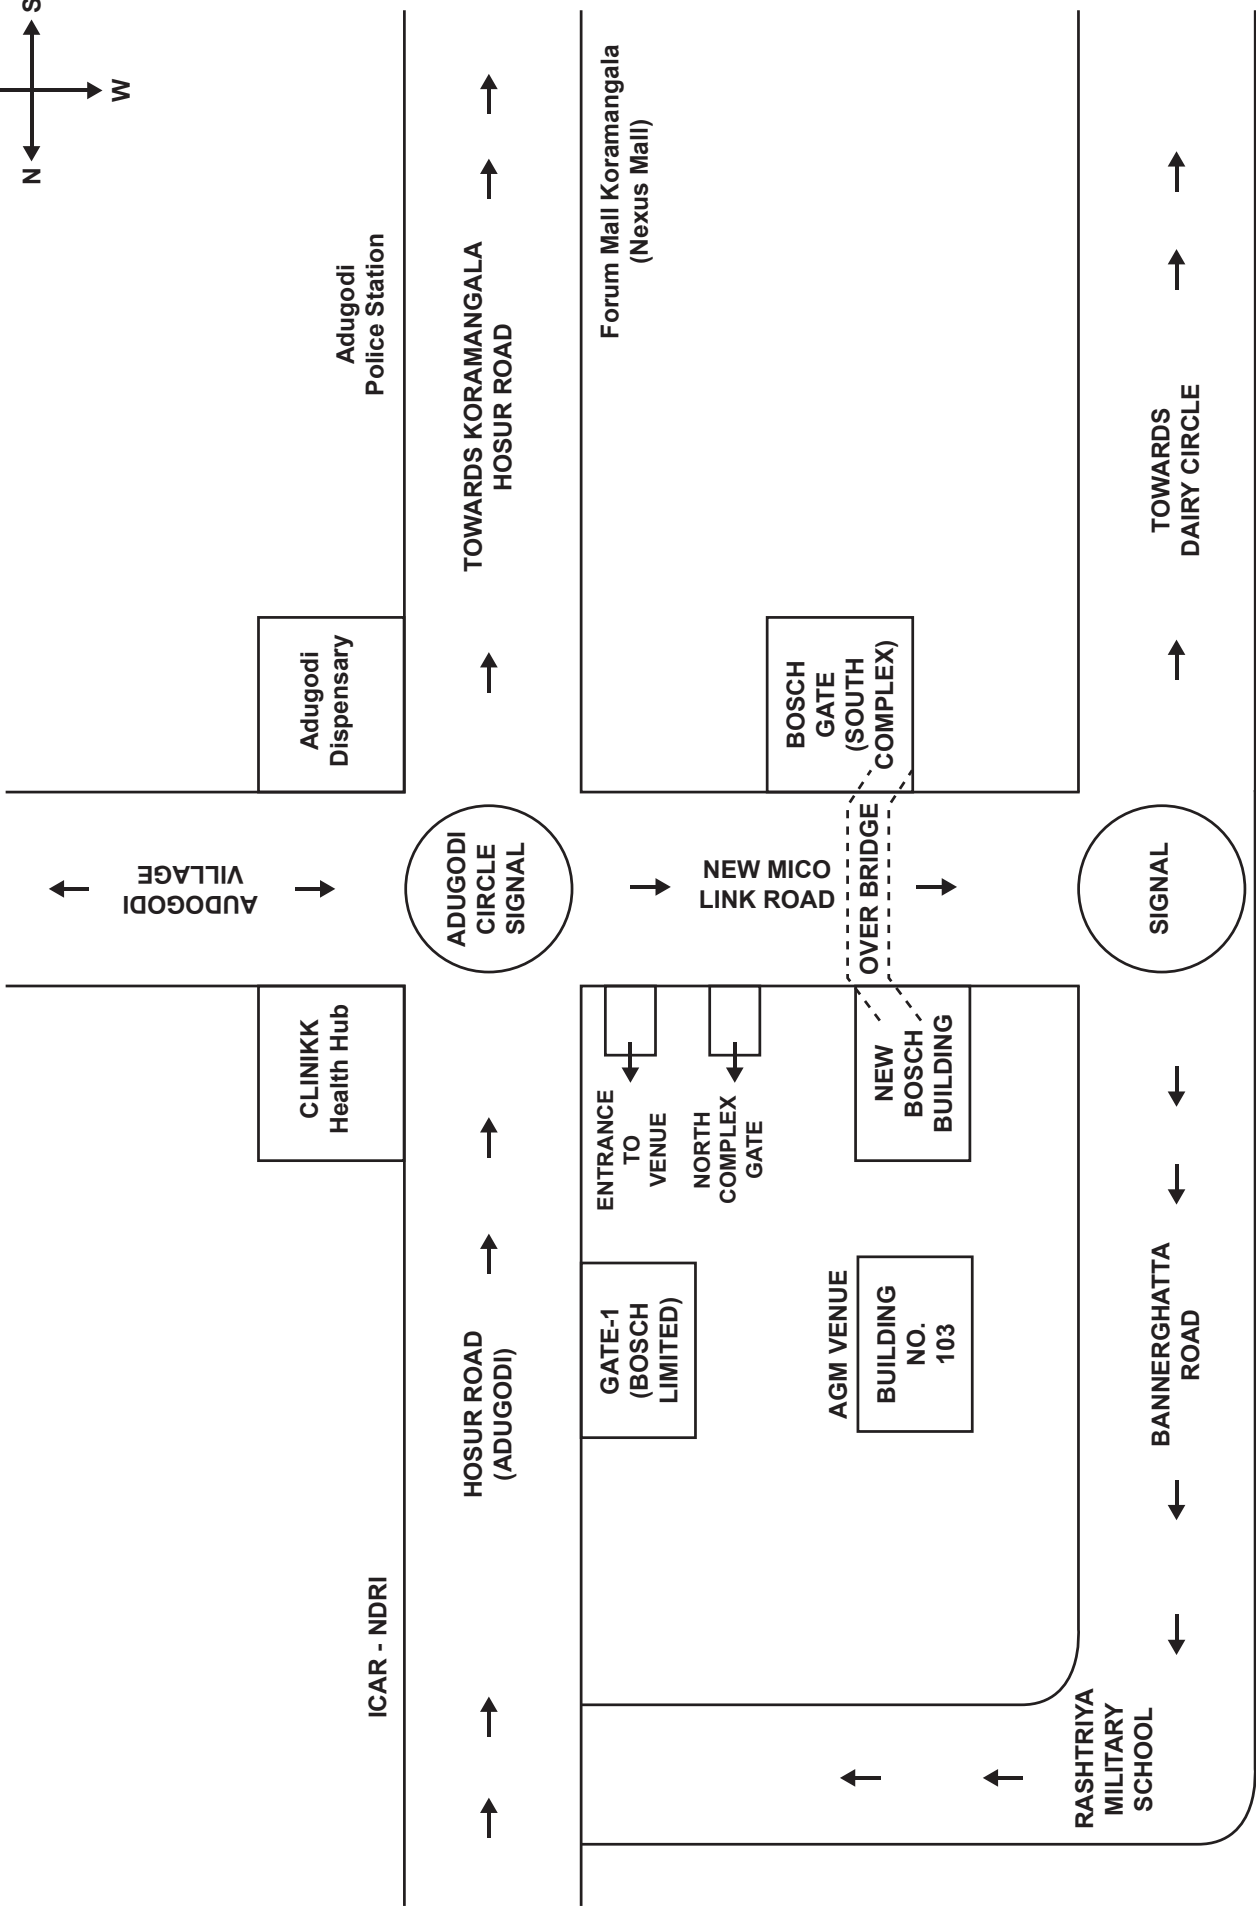 N
S
W
Adugodi
Police Station
Adugodi
Dispensary
AUDOGODI
VILLAGE
CLINIKK
Health Hub
ICAR - NDRI
TOWARDS KORAMANGALA
HOSUR ROAD
ADUGODI
CIRCLE
SIGNAL
HOSUR ROAD
(ADUGODI)
Forum Mall Koramangala
(Nexus Mall)
BOSCH
GATE
(SOUTH
COMPLEX)
NEW MICO
LINK ROAD
OVER BRIDGE
ENTRANCE
TO
VENUE
NORTH
COMPLEX
GATE
NEW
BOSCH
BUILDING
GATE-1
(BOSCH
LIMITED)
AGM VENUE
BUILDING
NO.
103
TOWARDS
DAIRY CIRCLE
SIGNAL
BANNERGHATTA
ROAD
RASHTRIYA
MILITARY
SCHOOL